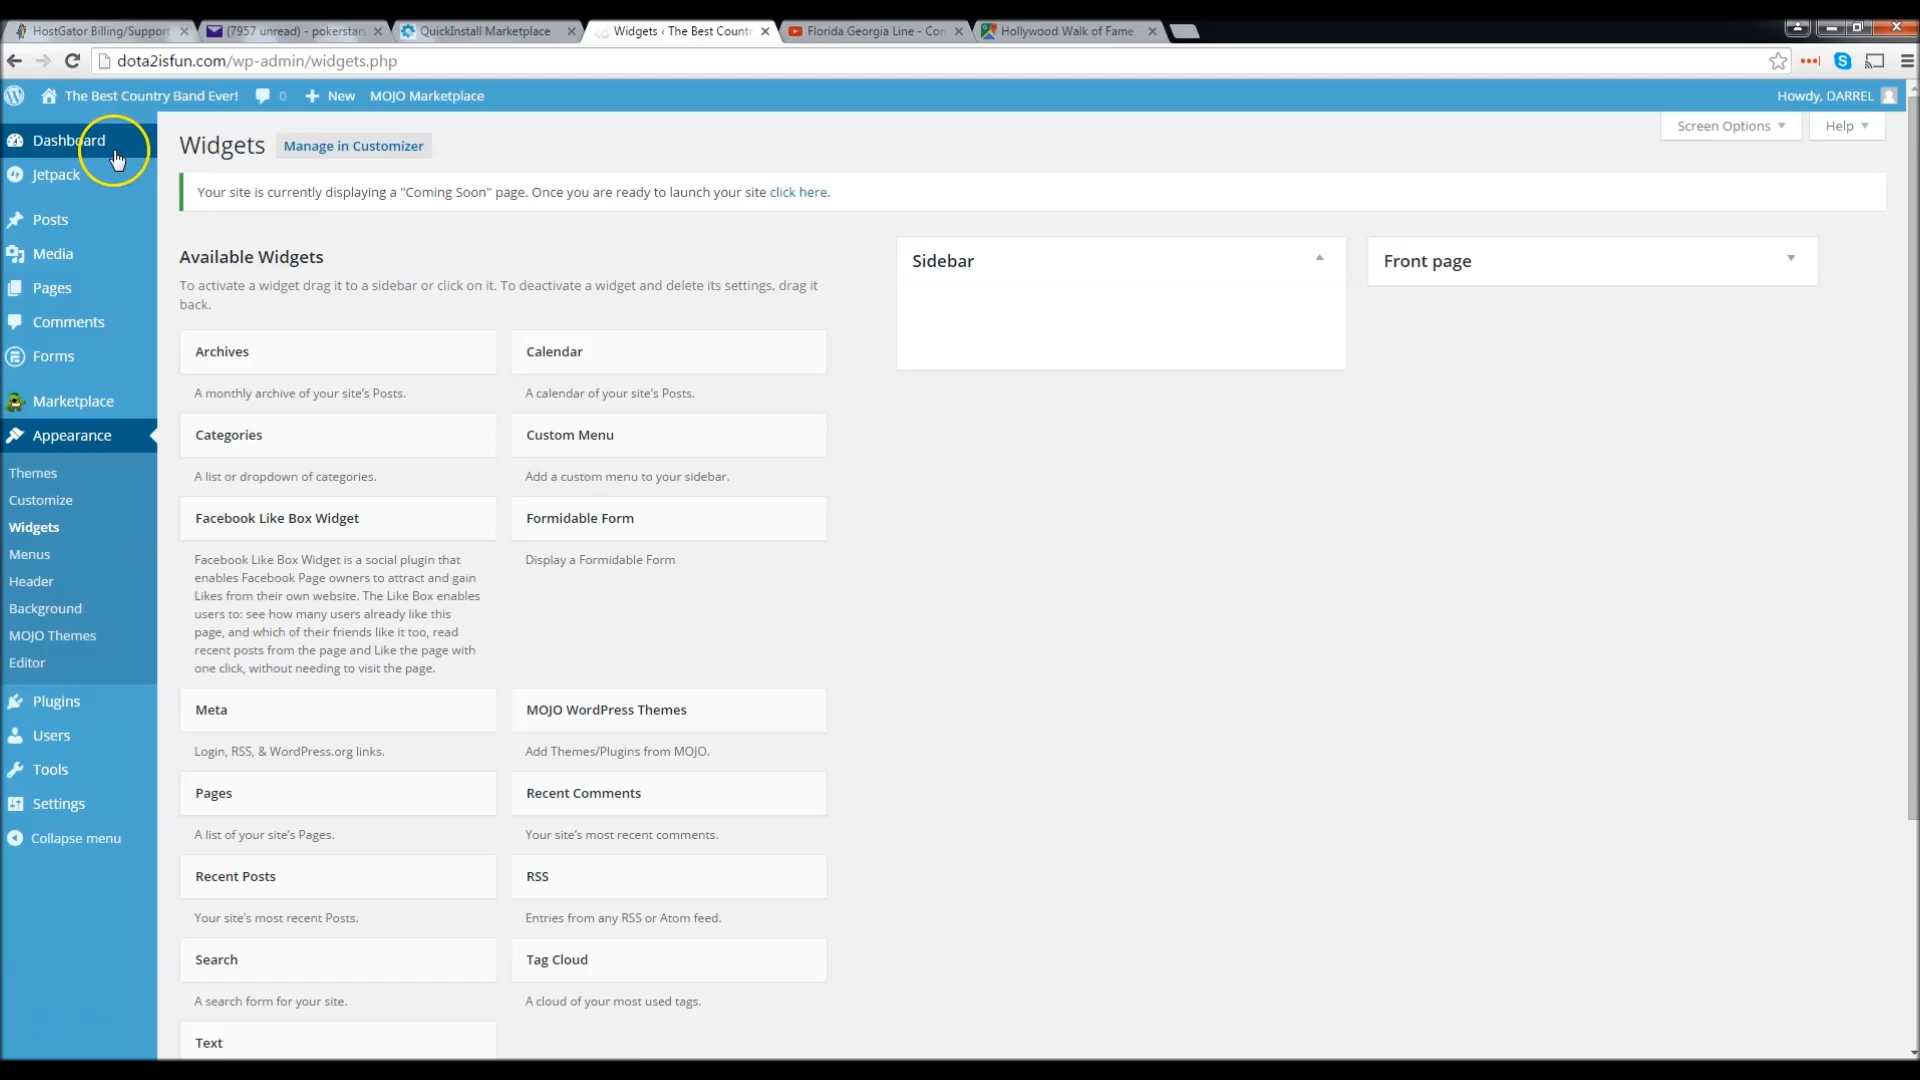 HostGator Billing/Support
(7957 unread) - pokerstar
QuickInstall Marketplace
Widgets ‹ The Best Countr
Florida Georgia Line - Con
Hollywood Walk of Fame
dota2isfun.com/wp-admin/widgets.php
The Best Country Band Ever!
0
New
MOJO Marketplace
Howdy, DARREL
Dashboard
Jetpack
Posts
Media
Pages
Comments
Forms
Marketplace
Appearance
Themes
Customize
Widgets
Menus
Header
Background
MOJO Themes
Editor
Plugins
Users
Tools
Settings
Collapse menu
Screen Options
Help
Widgets
Manage in Customizer
Your site is currently displaying a "Coming Soon" page. Once you are ready to launch your site click here.
Available Widgets
To activate a widget drag it to a sidebar or click on it. To deactivate a widget and delete its settings, drag it
back.
Archives
A monthly archive of your site's Posts.
Calendar
A calendar of your site's Posts.
Categories
A list or dropdown of categories.
Custom Menu
Add a custom menu to your sidebar.
Facebook Like Box Widget
Facebook Like Box Widget is a social plugin that
enables Facebook Page owners to attract and gain
Likes from their own website. The Like Box enables
users to: see how many users already like this
page, and which of their friends like it too, read
recent posts from the page and Like the page with
one click, without needing to visit the page.
Formidable Form
Display a Formidable Form
Meta
Login, RSS, & WordPress.org links.
MOJO WordPress Themes
Add Themes/Plugins from MOJO.
Pages
A list of your site's Pages.
Recent Comments
Your site's most recent comments.
Recent Posts
Your site's most recent Posts.
RSS
Entries from any RSS or Atom feed.
Search
A search form for your site.
Tag Cloud
A cloud of your most used tags.
Text
Sidebar
Front page